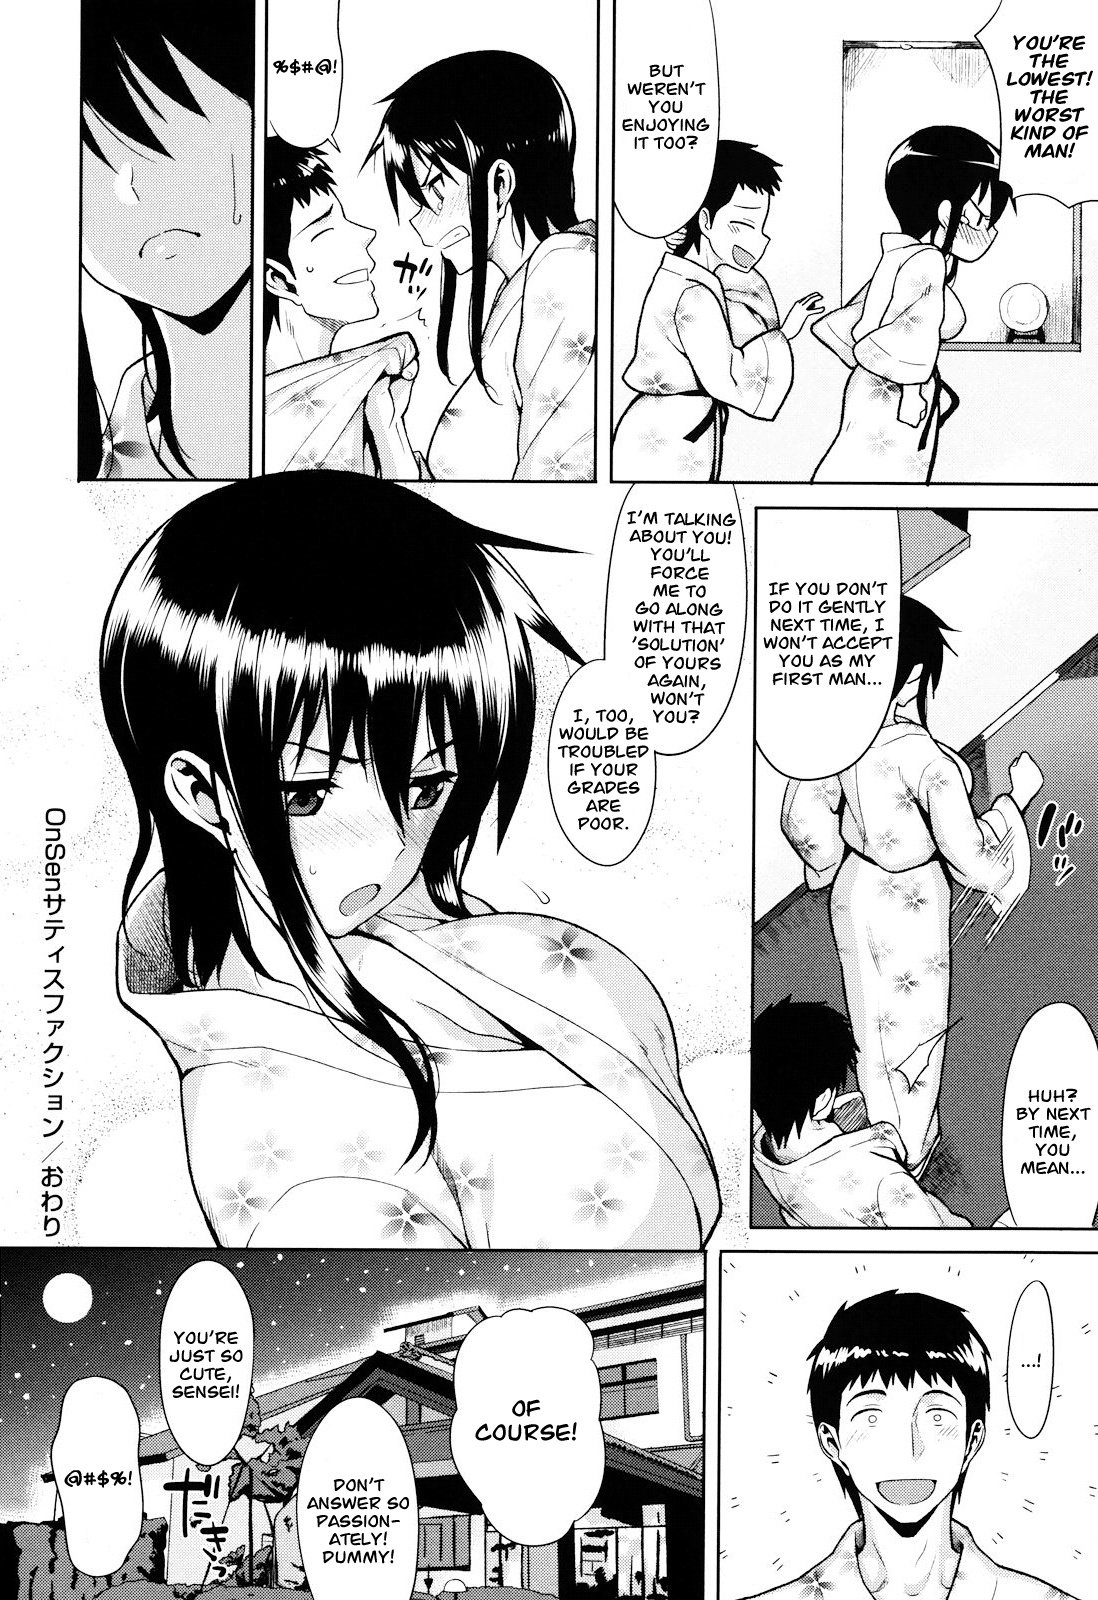 YOU'RE
THE
LOWEST!
THE
WORST
KIND OF
MAN!
BUT
WEREN'T
YOU
ENJOYING
IT TOO?
%$#@!
ガッ
IF YOU DON'T
DO IT GENTLY
NEXT TIME, I
WON'T ACCEPT
YOU AS MY
FIRST MAN...
HUH?
BY NEXT
TIME,
YOU
MEAN...
I'M TALKING
ABOUT YOU!
YOU'LL
FORCE
ME TO
GO ALONG
WITH THAT
'SOLUTION'
OF YOURS
AGAIN,
WON'T
YOU?
I, TOO,
WOULD BE
TROUBLED
IF YOUR
GRADES
ARE
POOR.
OnSenサティスファクション／おわり
...!
OF
COURSE!
DON'T
ANSWER SO
PASSION-
ATELY!
DUMMY!
YOU'RE
JUST SO
CUTE,
SENSEI!
@#$%!